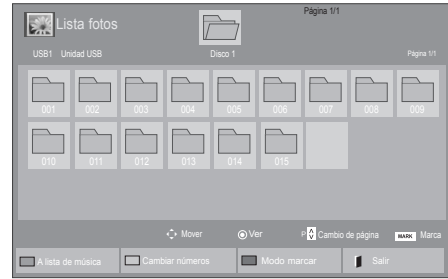 Página 1/1
Lista fotos
USB1 Unidad USB Disco 1 Página 1/1
001 002 003 004 005 006 007 008 009
010 011 012 013 014 015
Mover Ver P Cambio de página MARK Marca
A lista de música Cambiar números Modo marcar Salir